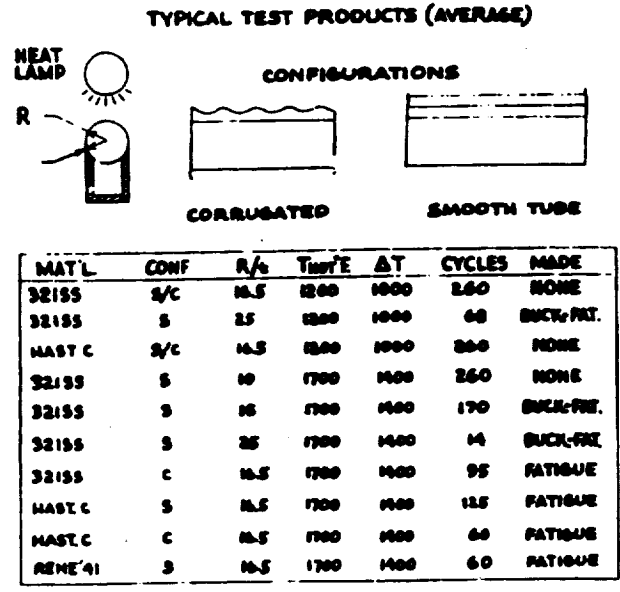 TYPICAL TEST PRODUCTS (AVERAGE)
HEAT
LAMP
CONFIGURATIONS
R
CORRUGATED
SMOOTH TUBE
MAT'L CONF R/t ΔT CYCLES MADE
321SS S/C 16.5 1200 1000 260 NONE
321SS S 25 1200 1000 68 BUCK-FAT.
HAST C S/C 16.5 1200 1000 260 NONE
321SS S 10 1700 1400 260 NONE
321SS S 1700 1400 170 BUCK-FAT.
321SS S 25 1700 1400 14 BUCK-FAT.
321SS C 16.5 1700 1400 95 FATIGUE
HAST. C S 16.5 1700 1400 125 FATIGUE
HAST. C C 16.5 1700 1400 60 FATIGUE
RENE'41 S 16.5 1700 1400 60 FATIGUE